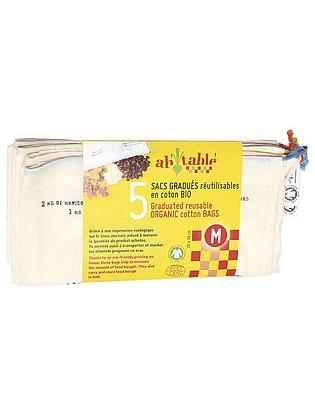 ah! table!
2 KG DE HARICO
1 KG
5
SACS GRADUÉS réutilisables
en coton BIO
Graduated reusable
ORGANIC cotton BAGS
Grâce à une impression écologique
sur le tissu, ces sacs aident à mesurer
la quantité de produit achetée.
Ils servent aussi à transporter et stocker
les aliments proposés en vrac.
Thanks to an eco-friendly printing on
tissue, these bags help to measure
the amount of food bought. They also
carry and store food bough
in bulk.
M